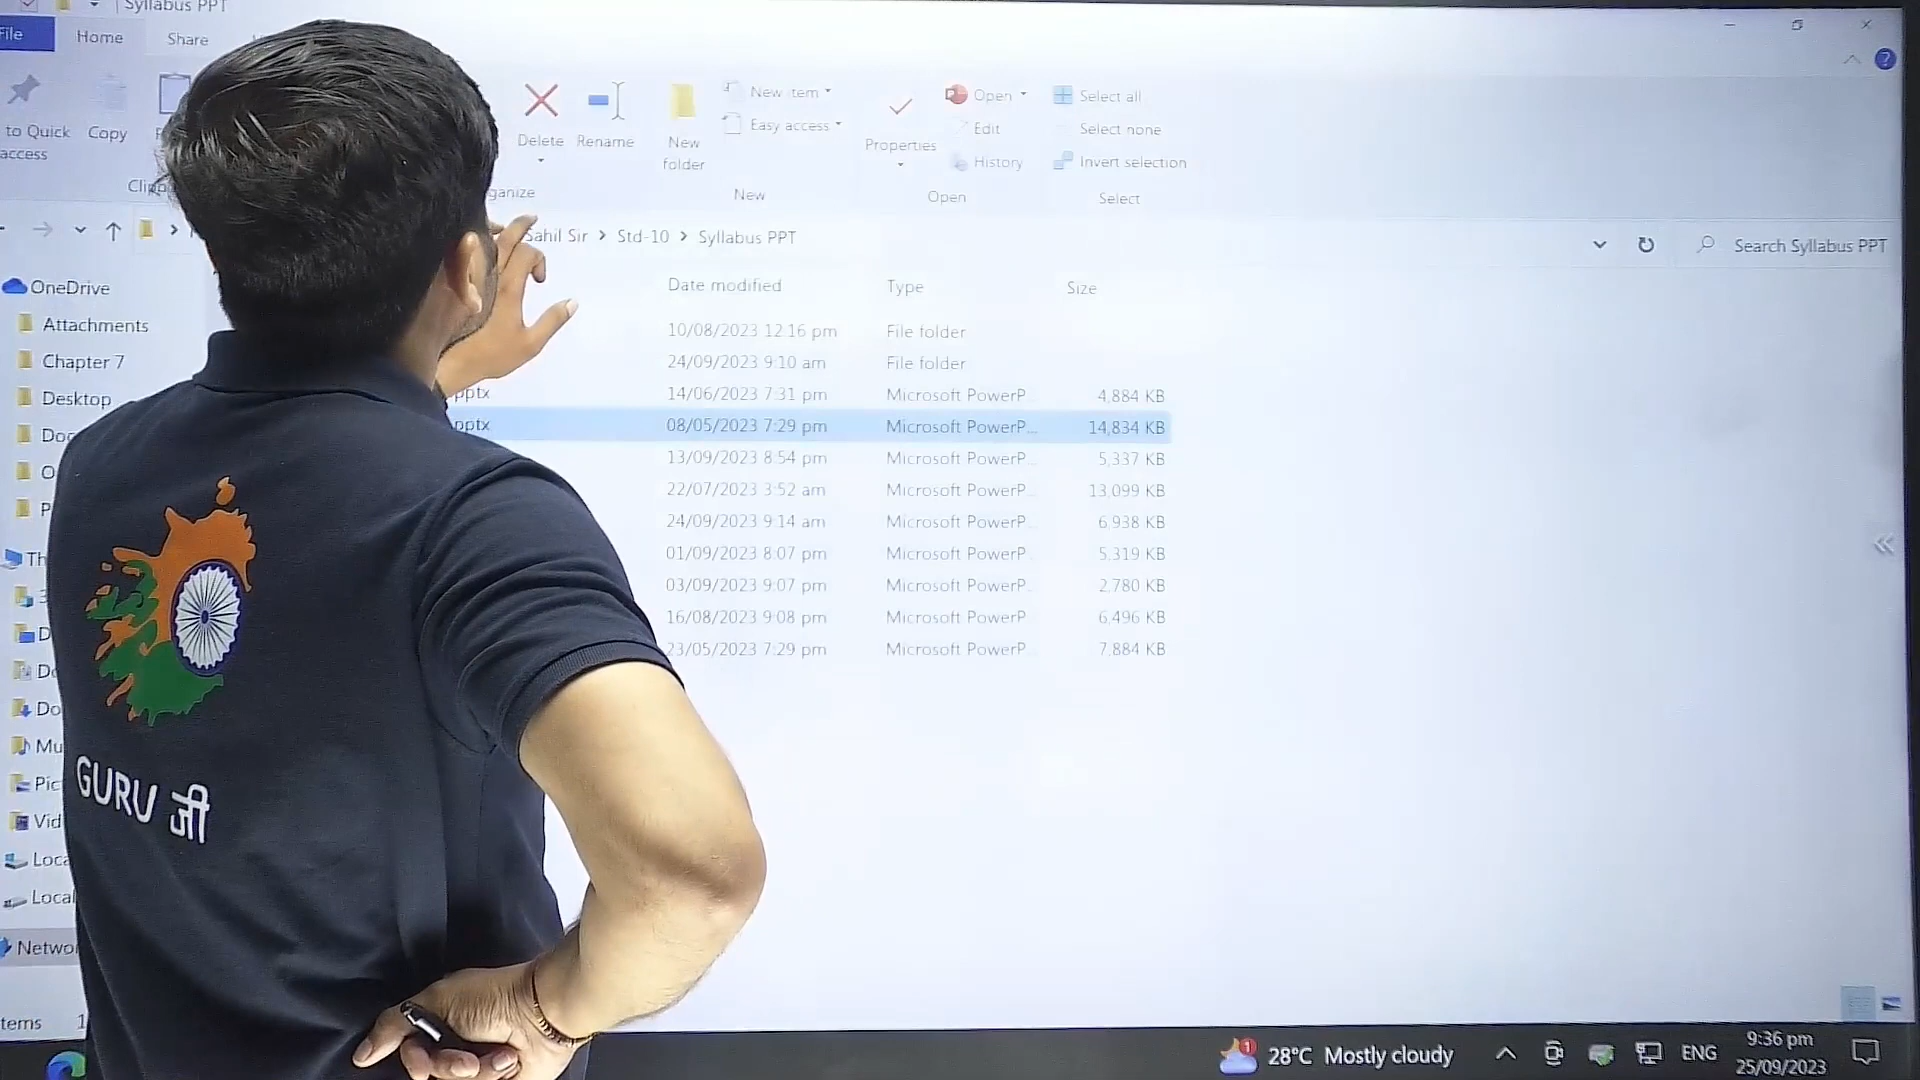 Syllabus PPT
File
Home
Share
to Quick
access
Copy
Delete
Rename
New
folder
New item
Easy access
Properties
Open
Edit
History
Select all
Select none
Invert selection
New
Open
Select
Sahil Sir > Std-10 > Syllabus PPT
Search Syllabus PPT
OneDrive
Attachments
Chapter 7
Desktop
Date modified Type Size
10/08/2023 12:16 pm File folder
24/09/2023 9:10 am File folder
pptx 14/06/2023 7:31 pm Microsoft PowerP 4,884 KB
pptx 08/05/2023 7:29 pm Microsoft PowerP... 14,834 KB
13/09/2023 8:54 pm Microsoft PowerP... 5,337 KB
22/07/2023 3:52 am Microsoft PowerP... 13,099 KB
24/09/2023 9:14 am Microsoft PowerP... 6,938 KB
01/09/2023 8:07 pm Microsoft PowerP... 5,319 KB
03/09/2023 9:07 pm Microsoft PowerP 2,780 KB
16/08/2023 9:08 pm Microsoft PowerP 6,496 KB
23/05/2023 7:29 pm Microsoft PowerP 7,884 KB
GURU जी
28°C Mostly cloudy
ENG
9:36 pm
25/09/2023